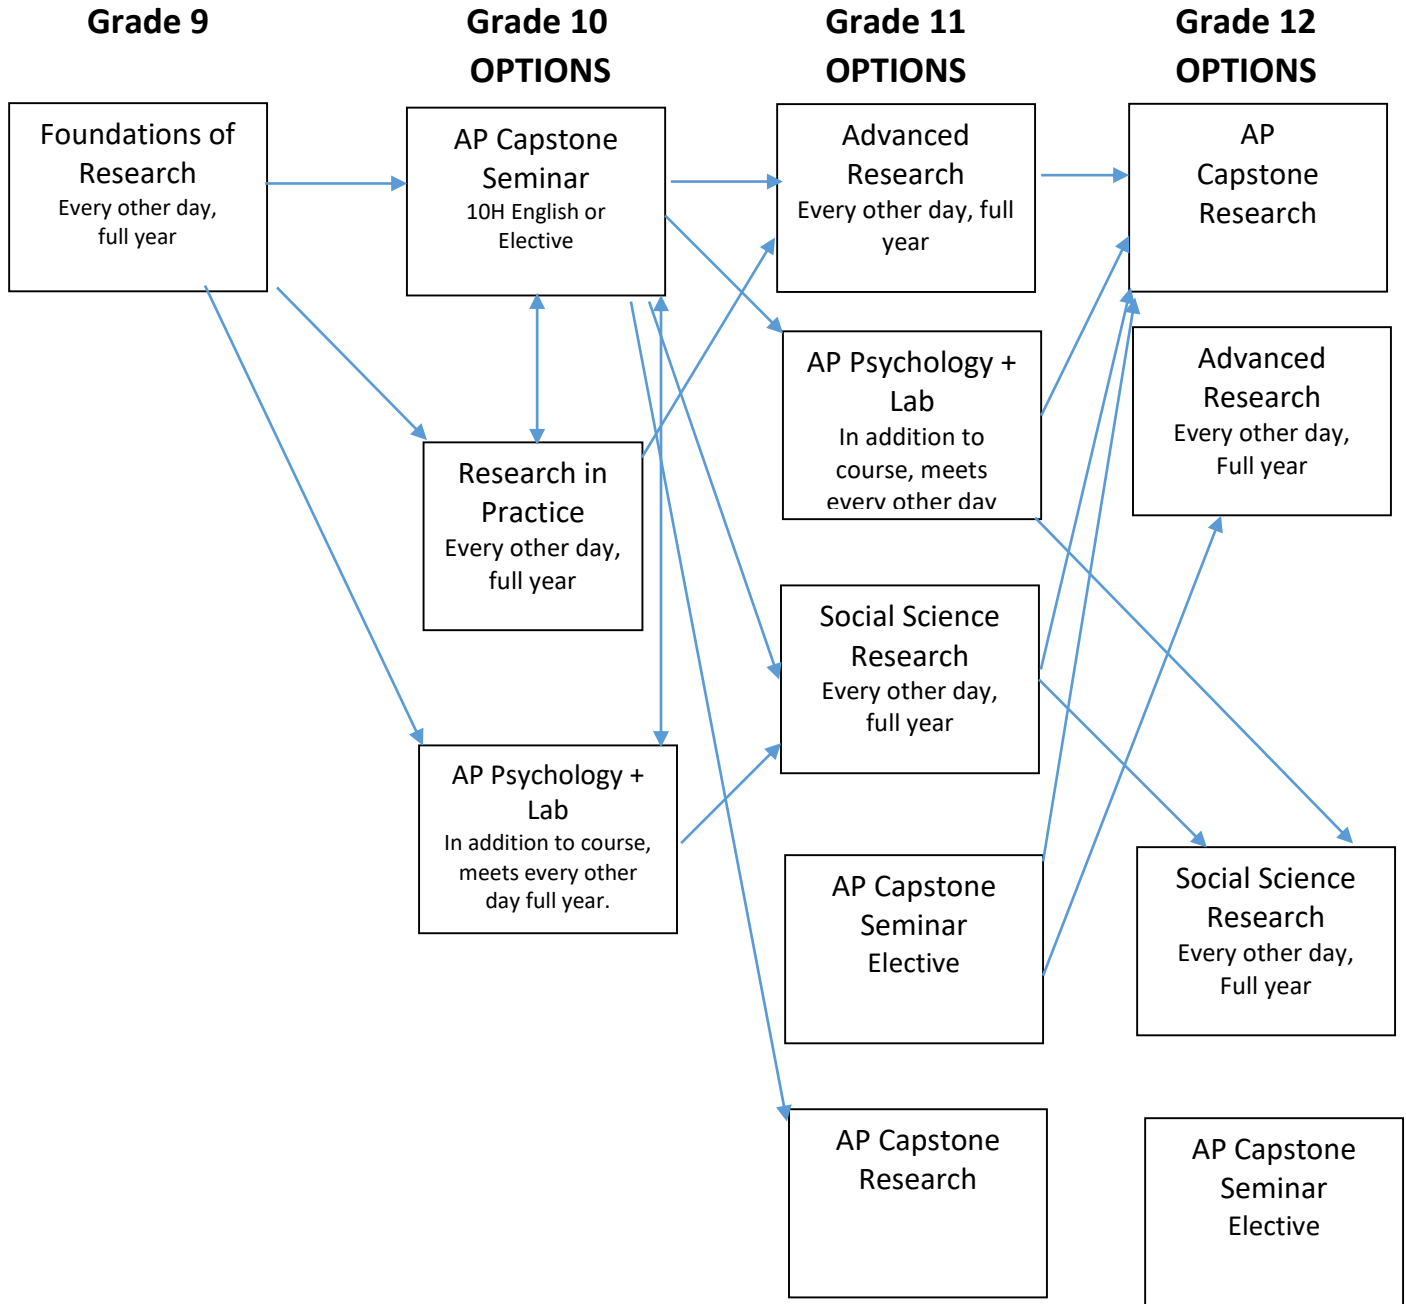 Grade 9
Grade 10
OPTIONS
Grade 11
OPTIONS
Grade 12
OPTIONS
Foundations of
Research
Every other day,
full year
AP Capstone
Seminar
10H English or
Elective
Research in
Practice
Every other day,
full year
AP Psychology +
Lab
In addition to course,
meets every other
day full year.
Advanced
Research
Every other day, full
year
AP Psychology +
Lab
In addition to
course, meets
every other day
Social Science
Research
Every other day,
full year
AP Capstone
Seminar
Elective
AP Capstone
Research
AP
Capstone
Research
Advanced
Research
Every other day,
Full year
Social Science
Research
Every other day,
Full year
AP Capstone
Seminar
Elective